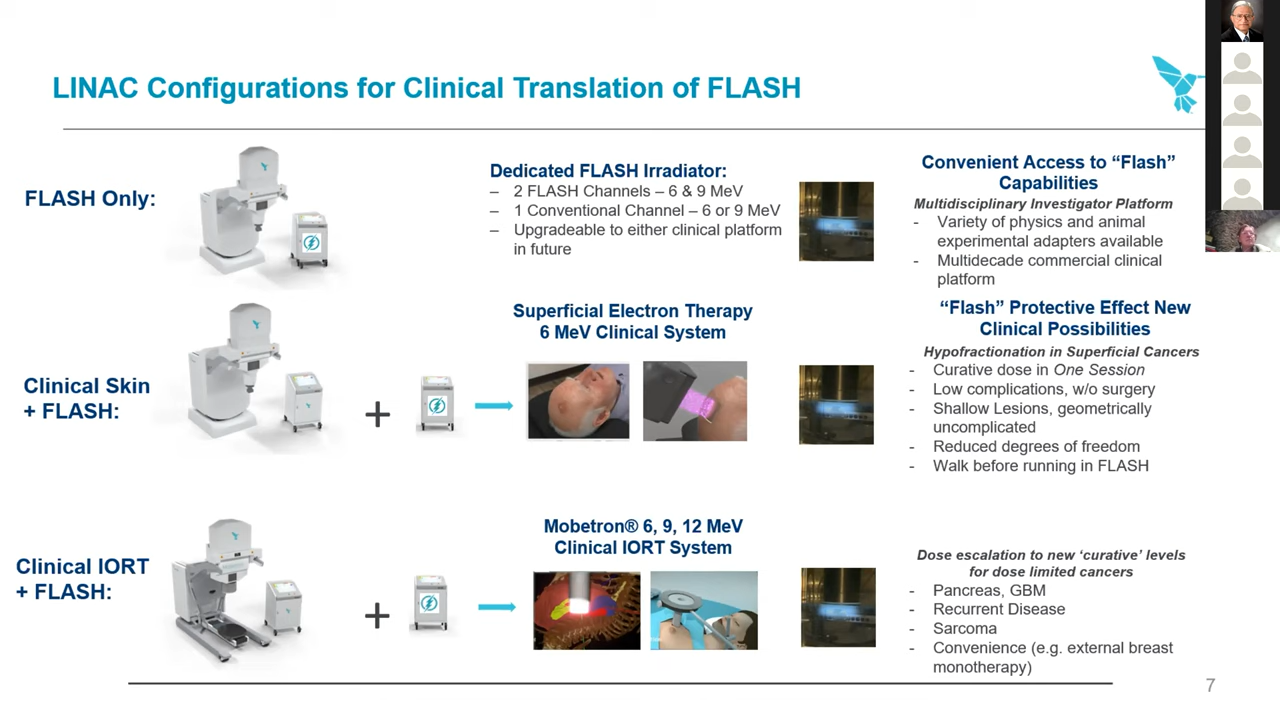 LINAC Configurations for Clinical Translation of FLASH
FLASH Only:
Dedicated FLASH Irradiator:
– 2 FLASH Channels – 6 & 9 MeV
– 1 Conventional Channel – 6 or 9 MeV
– Upgradeable to either clinical platform
in future
Convenient Access to “Flash”
Capabilities
Multidisciplinary Investigator Platform
- Variety of physics and animal
experimental adapters available
- Multidecade commercial clinical
platform
Clinical Skin
+ FLASH:
+
Superficial Electron Therapy
6 MeV Clinical System
“Flash” Protective Effect New
Clinical Possibilities
Hypofractionation in Superficial Cancers
- Curative dose in One Session
- Low complications, w/o surgery
- Shallow Lesions, geometrically
uncomplicated
- Reduced degrees of freedom
- Walk before running in FLASH
Clinical IORT
+ FLASH:
+
Mobetron® 6, 9, 12 MeV
Clinical IORT System
Dose escalation to new ‘curative’ levels
for dose limited cancers
- Pancreas, GBM
- Recurrent Disease
- Sarcoma
- Convenience (e.g. external breast
monotherapy)
7